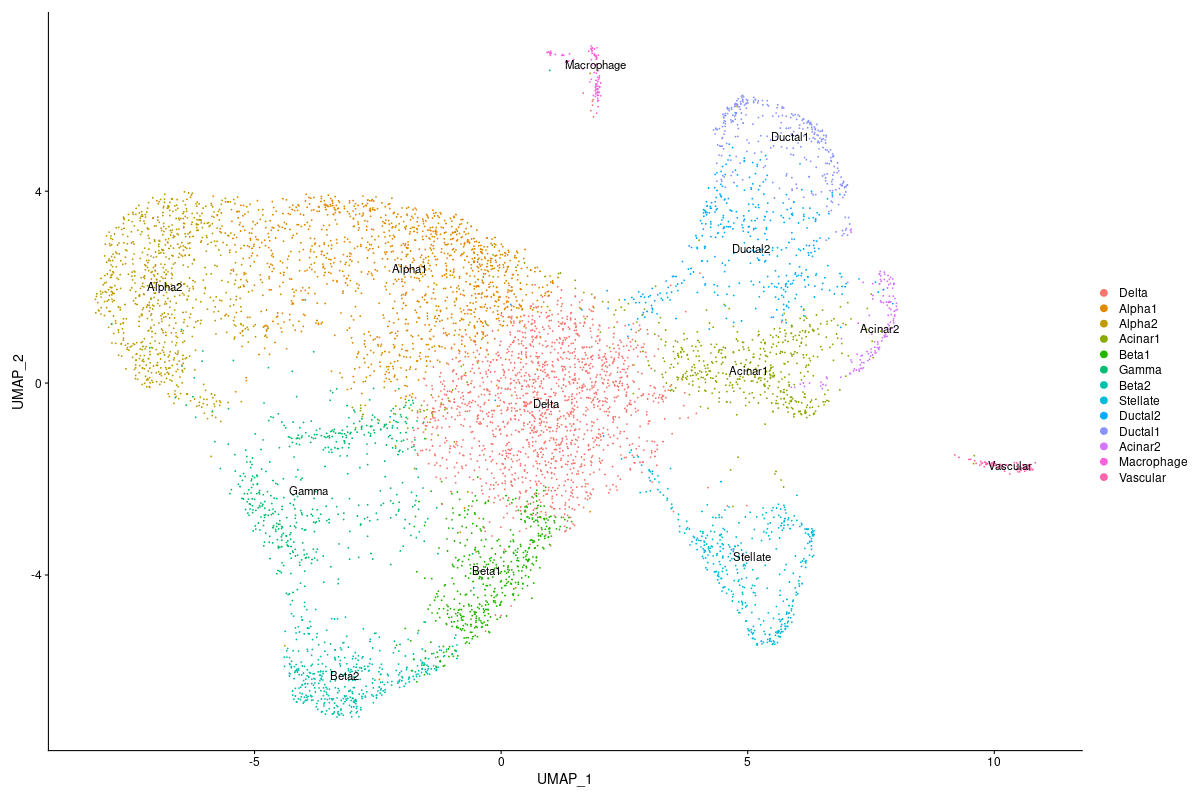 Macrophage
Ductal1
4
Ductal2
Alpha1
Alpha2
Acinar2
Acinar1
0
Delta
UMAP_2
Vascular
Gamma
Stellate
Beta1
-4
Beta2
-5
0
5
10
UMAP_1
Delta
Alpha1
Alpha2
Acinar1
Beta1
Gamma
Beta2
Stellate
Ductal2
Ductal1
Acinar2
Macrophage
Vascular